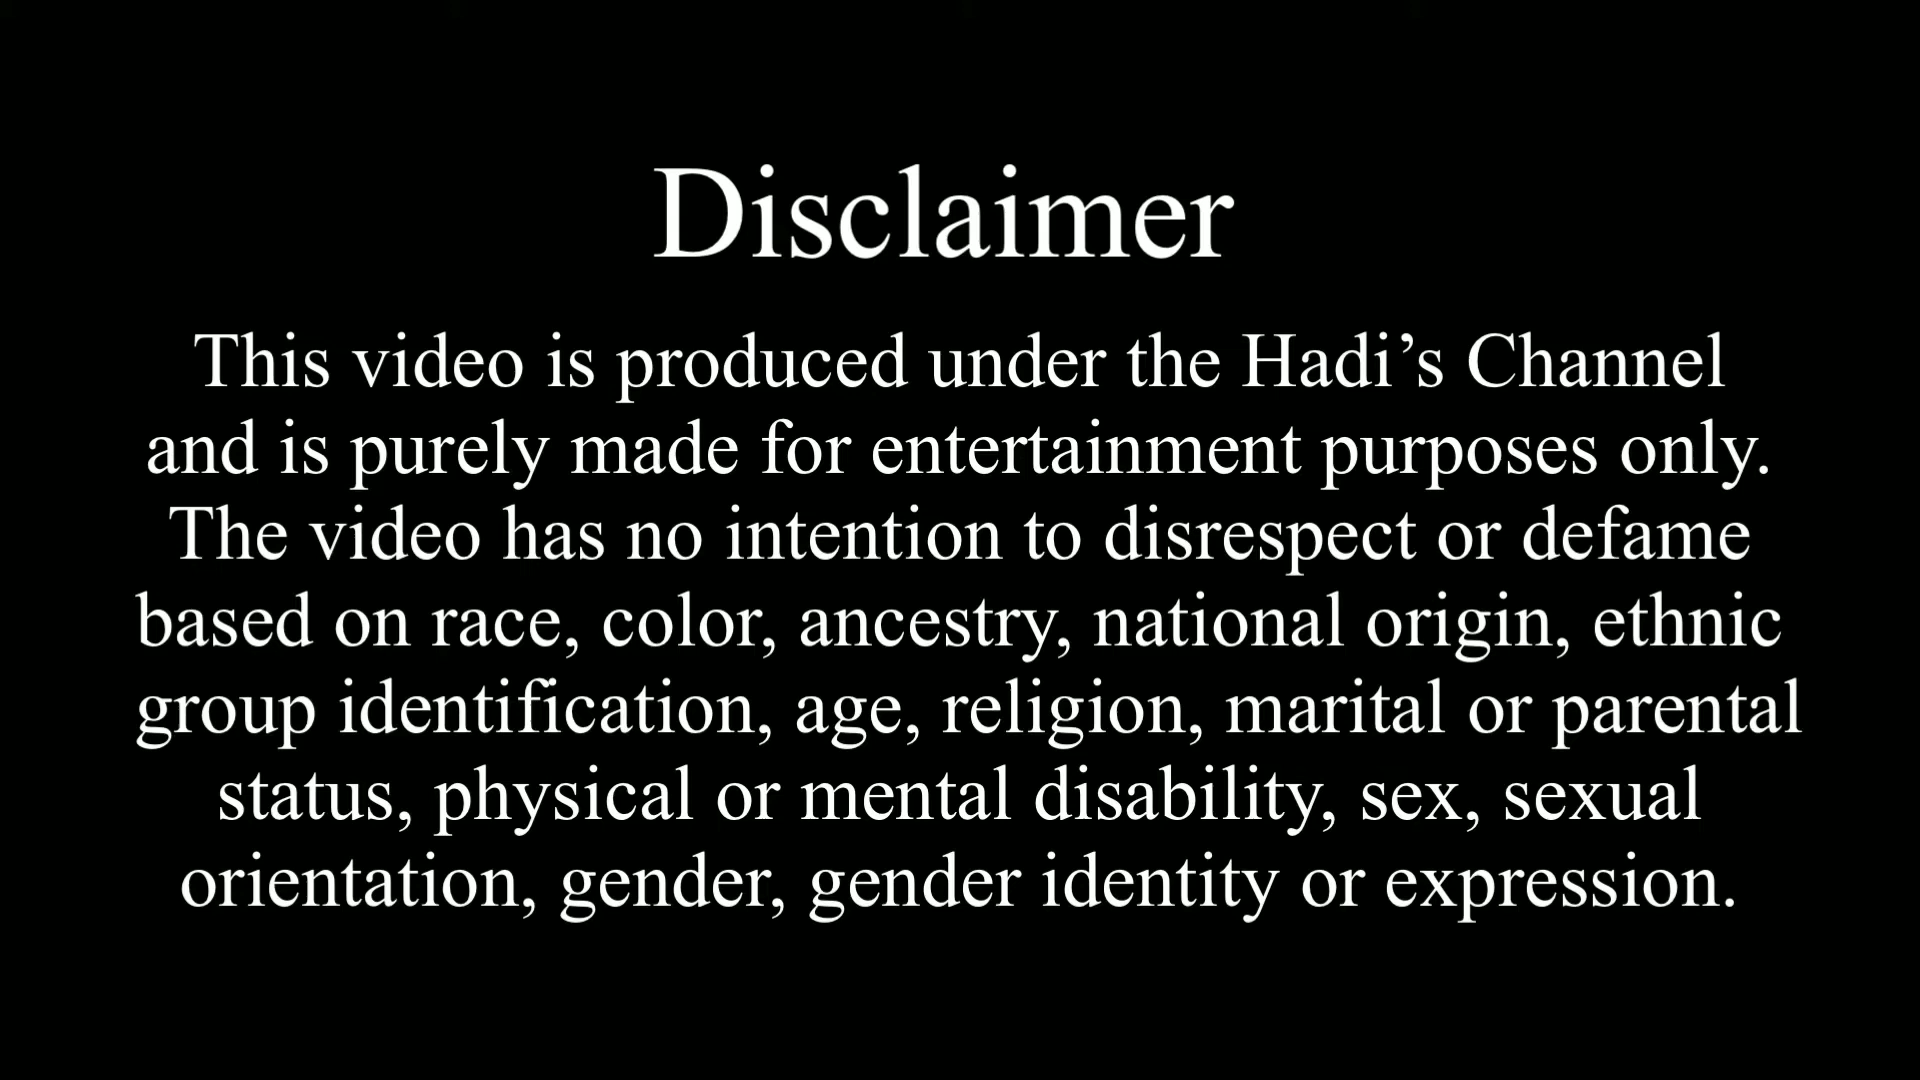 Disclaimer
This video is produced under the Hadi’s Channel
and is purely made for entertainment purposes only.
The video has no intention to disrespect or defame
based on race, color, ancestry, national origin, ethnic
group identification, age, religion, marital or parental
status, physical or mental disability, sex, sexual
orientation, gender, gender identity or expression.